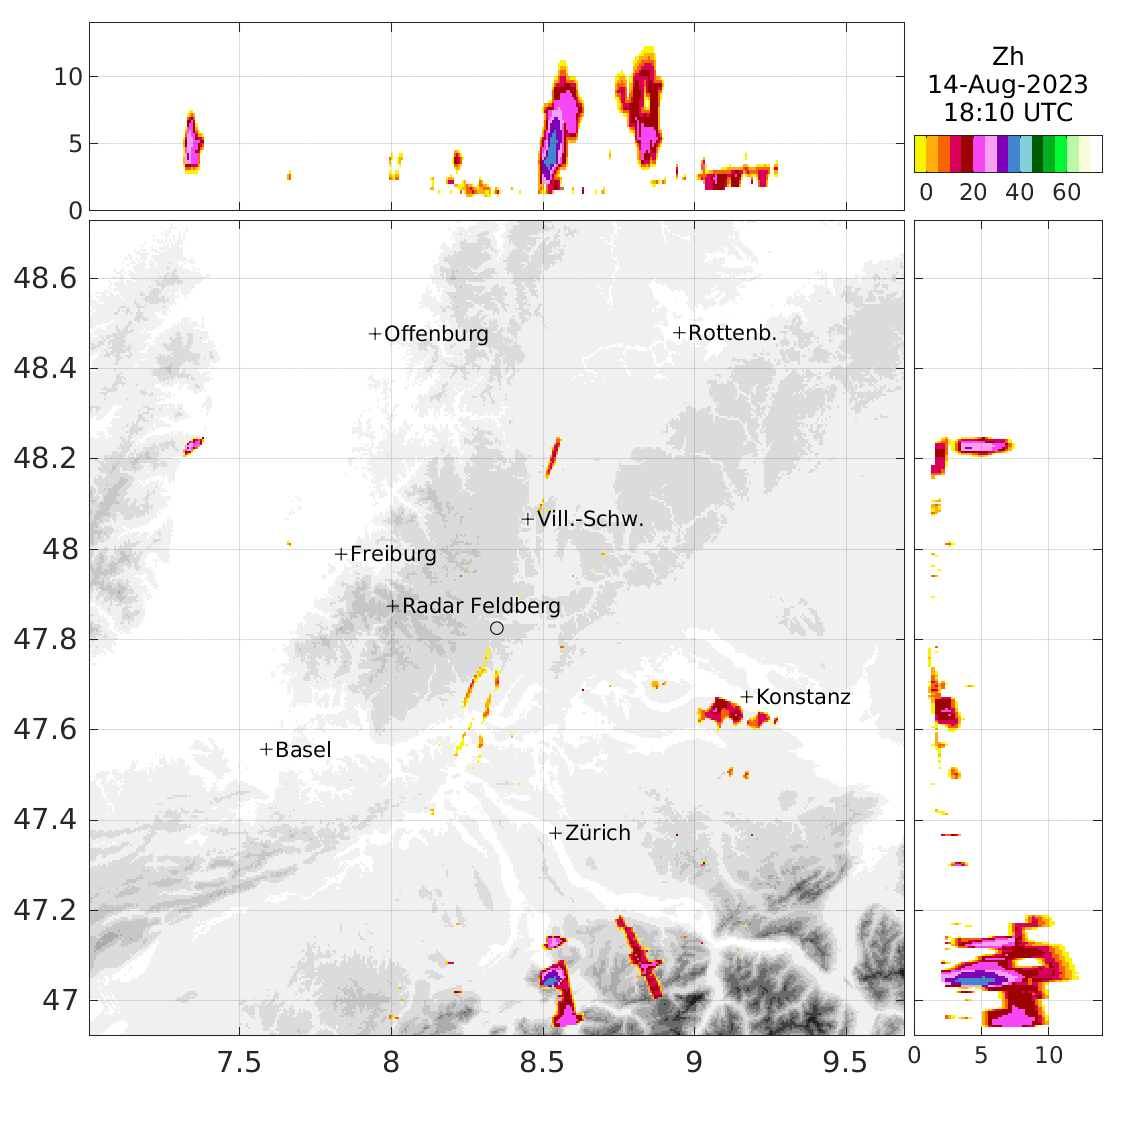 10
5
0
Zh
14-Aug-2023
18:10 UTC
0 20 40 60
48.6
48.4
48.2
48
47.8
47.6
47.4
47.2
47
+Offenburg
+Rottenb.
+Vill.-Schw.
+Freiburg
+Radar Feldberg
+Konstanz
+Basel
+Zürich
7.5 8 8.5 9 9.5
0 5 10